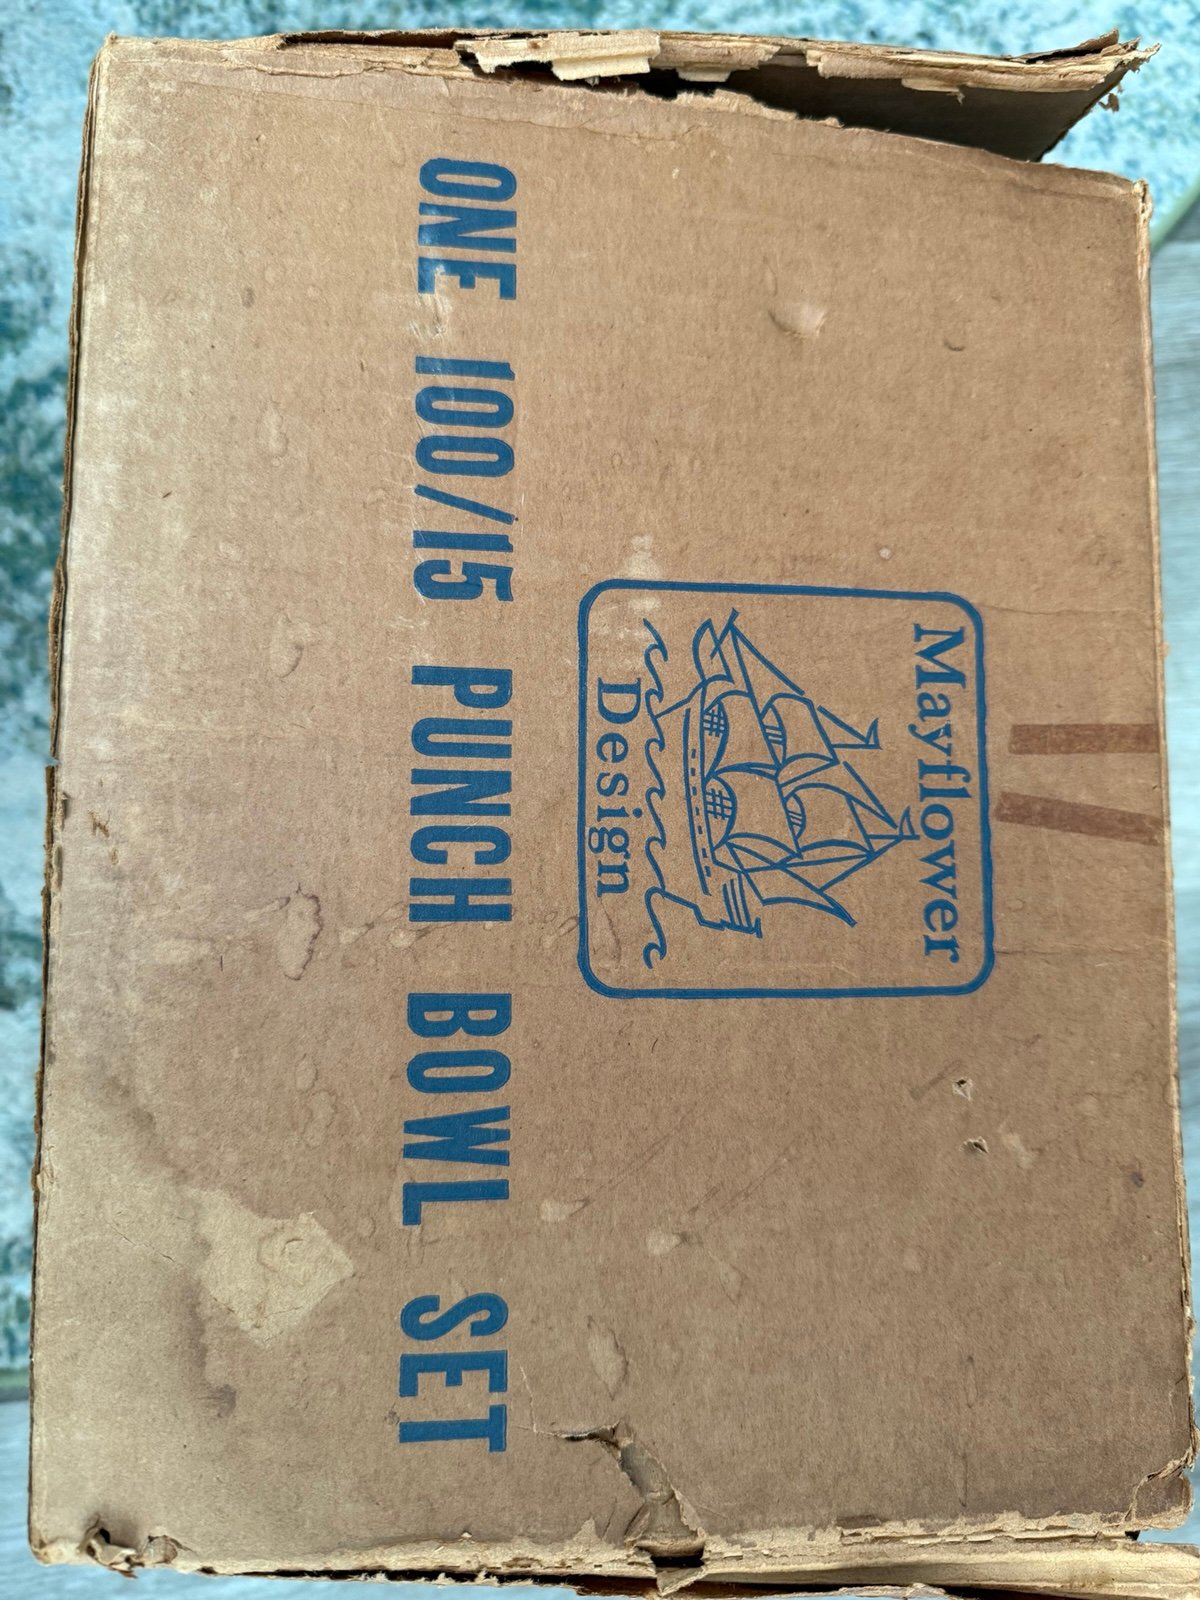 Mayflower
Design
ONE 100/15 PUNCH BOWL SET